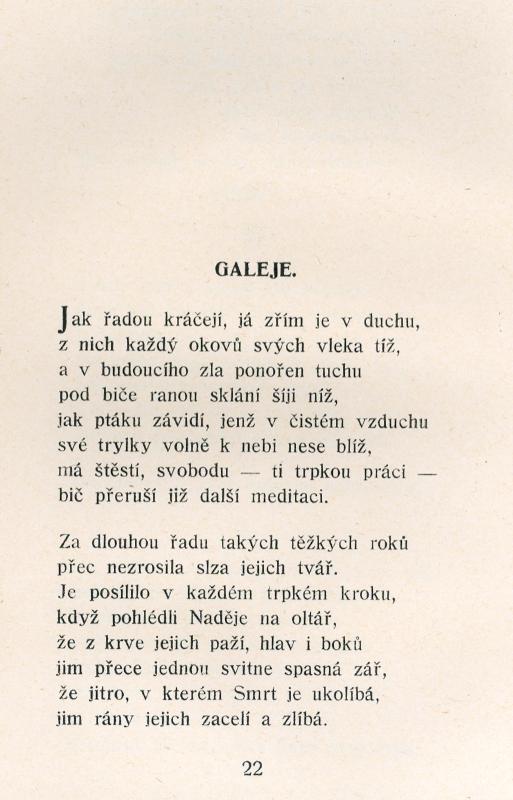 GALEJE.
Jak řadou kráčejí, já zřím je v duchu,
z nich každý okovů svých vleka tíž,
a v budoucího zla ponořen tuchu
pod biče ranou sklání šíji níž,
jak ptáku závidí, jenž v čistém vzduchu
své trylky volně k nebi nese blíž,
má štěstí, svobodu — ti trpkou práci —
bič přeruší již další meditaci.
Za dlouhou řadu takých těžkých roků
přec nezrosila slza jejich tvář.
Je posílilo v každém trpkém kroku,
když pohlédli Naděje na oltář,
že z krve jejich paží, hlav i boků
jim přece jednou svitne spasná zář,
že jitro, v kterém Smrt je ukolíbá,
jim rány jejich zacelí a zlíbá.
22